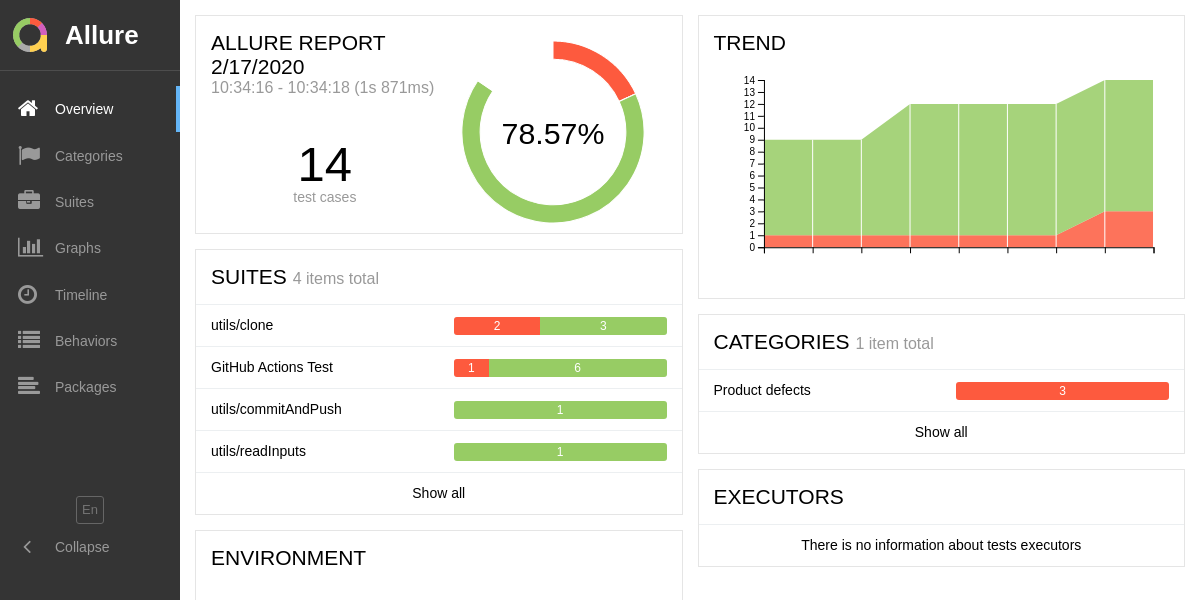 Allure
Overview
Categories
Suites
Graphs
Timeline
Behaviors
Packages
En
Collapse
ALLURE REPORT
2/17/2020
10:34:16 - 10:34:18 (1s 871ms)
14
test cases
78.57%
SUITES 4 items total
utils/clone 2 3
GitHub Actions Test 1 6
utils/commitAndPush 1
utils/readInputs 1
Show all
ENVIRONMENT
TREND
14
13
12
11
10
9
8
7
6
5
4
3
2
1
0
CATEGORIES 1 item total
Product defects 3
Show all
EXECUTORS
There is no information about tests executors